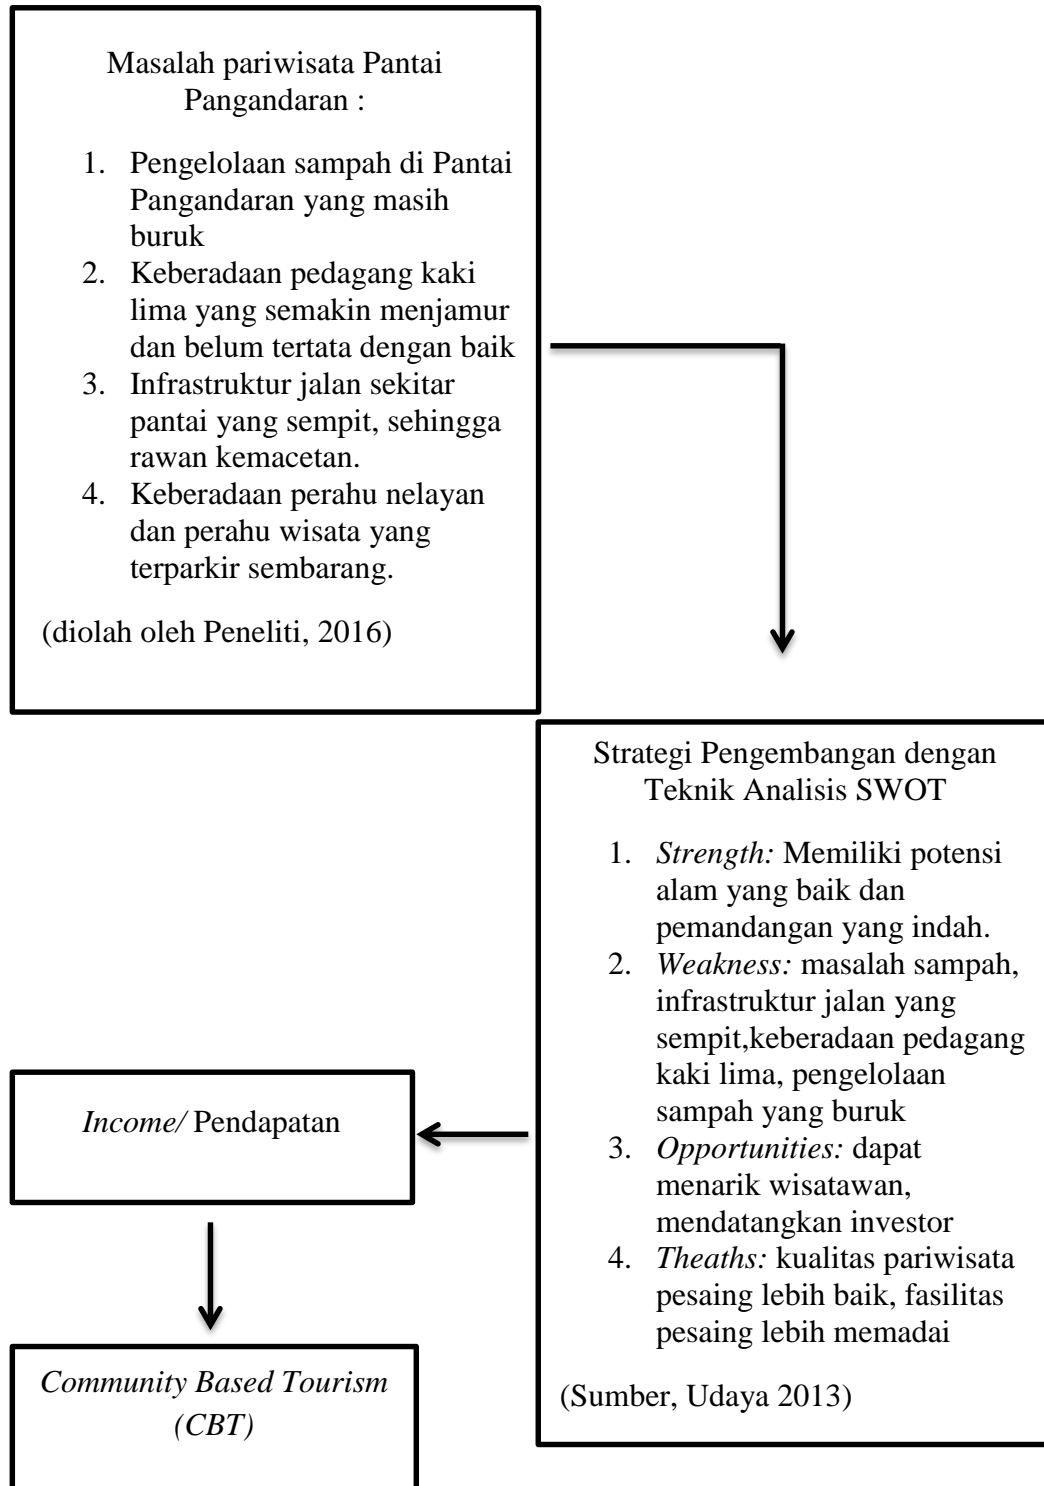 Masalah pariwisata Pantai
Pangandaran :
1. Pengelolaan sampah di Pantai
Pangandaran yang masih
buruk
2. Keberadaan pedagang kaki
lima yang semakin menjamur
dan belum tertata dengan baik
3. Infrastruktur jalan sekitar
pantai yang sempit, sehingga
rawan kemacetan.
4. Keberadaan perahu nelayan
dan perahu wisata yang
terparkir sembarang.
(diolah oleh Peneliti, 2016)
Strategi Pengembangan dengan
Teknik Analisis SWOT
1. Strength: Memiliki potensi
alam yang baik dan
pemandangan yang indah.
2. Weakness: masalah sampah,
infrastruktur jalan yang
sempit,keberadaan pedagang
kaki lima, pengelolaan
sampah yang buruk
3. Opportunities: dapat
menarik wisatawan,
mendatangkan investor
4. Theaths: kualitas pariwisata
pesaing lebih baik, fasilitas
pesaing lebih memadai
(Sumber, Udaya 2013)
Income/ Pendapatan
Community Based Tourism
(CBT)